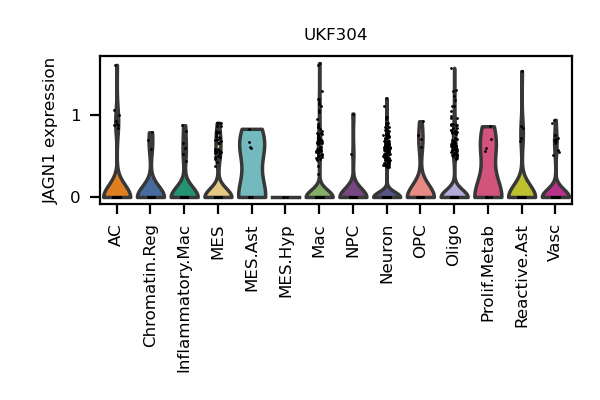 UKF304
JAGN1 expression
1
0
AC
Chromatin.Reg
Inflammatory.Mac
MES
MES.Ast
MES.Hyp
Mac
NPC
Neuron
OPC
Oligo
Prolif.Metab
Reactive.Ast
Vasc